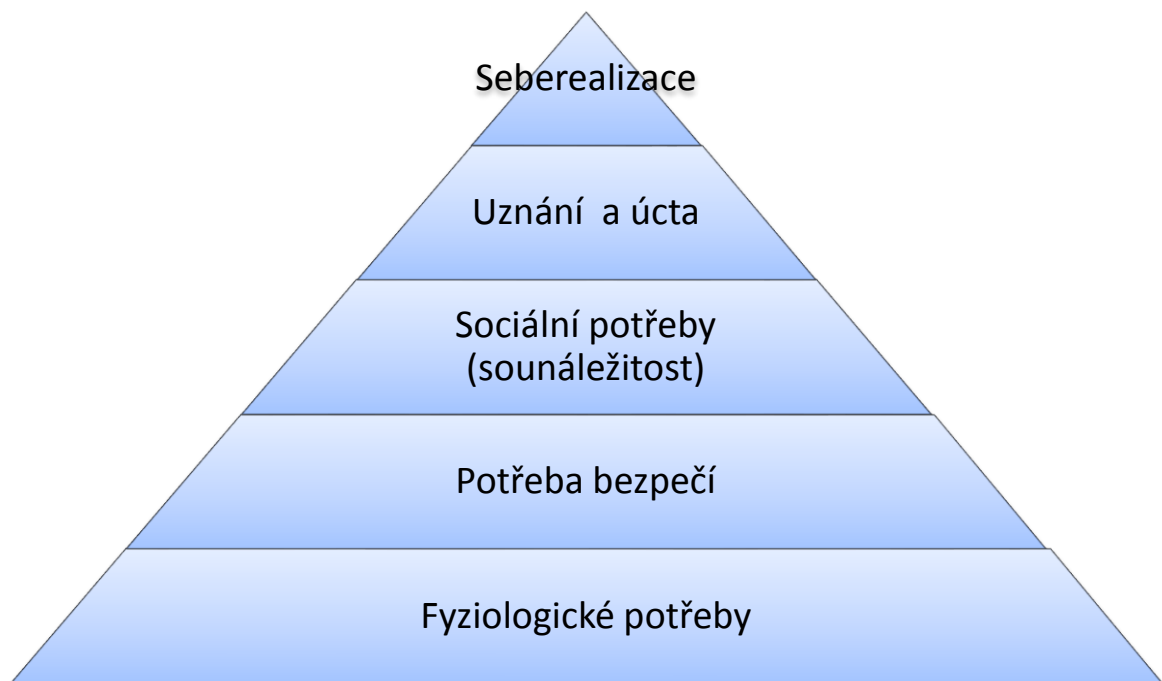 Seberealizace
Uznání  a úcta
Sociální potřeby
(sounáležitost)
Potřeba bezpečí
Fyziologické potřeby